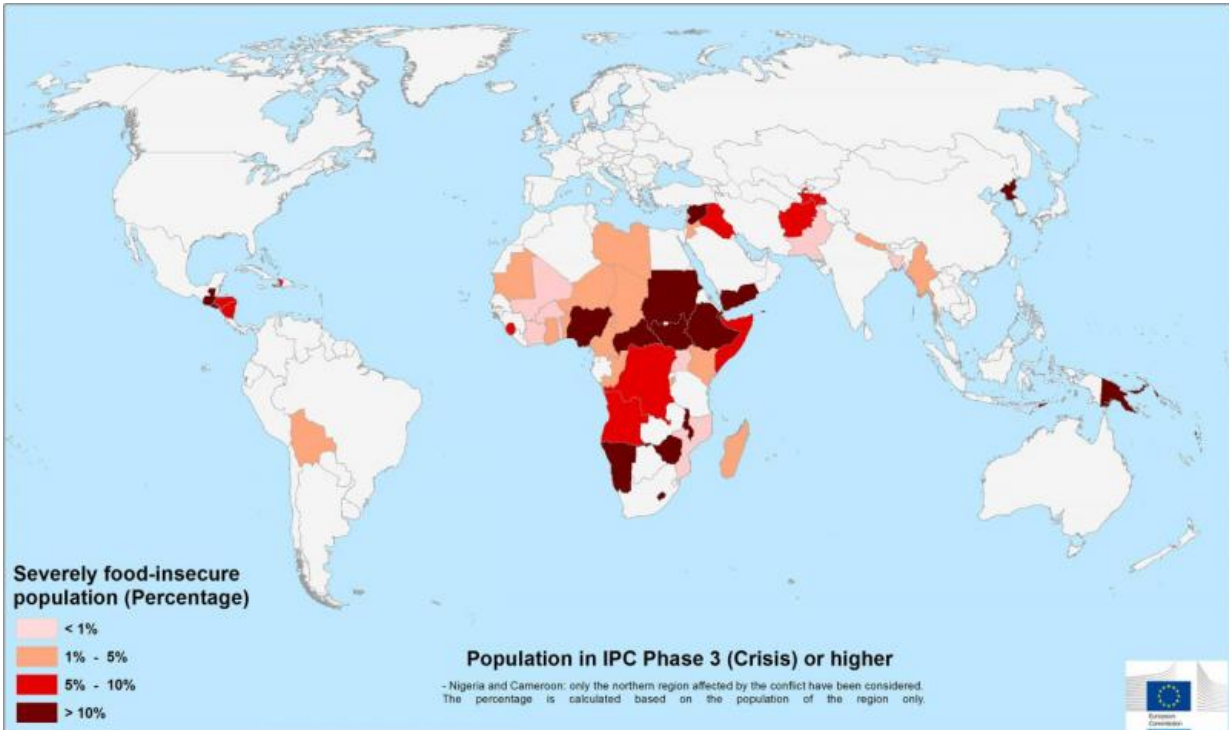 Severely food-insecure
population (Percentage)
< 1%
1% - 5%
5% - 10%
> 10%
Population in IPC Phase 3 (Crisis) or higher
- Nigeria and Cameroon: only the northern region affected by the conflict have been considered.
The percentage is calculated based on the population of the region only.
European
Commission